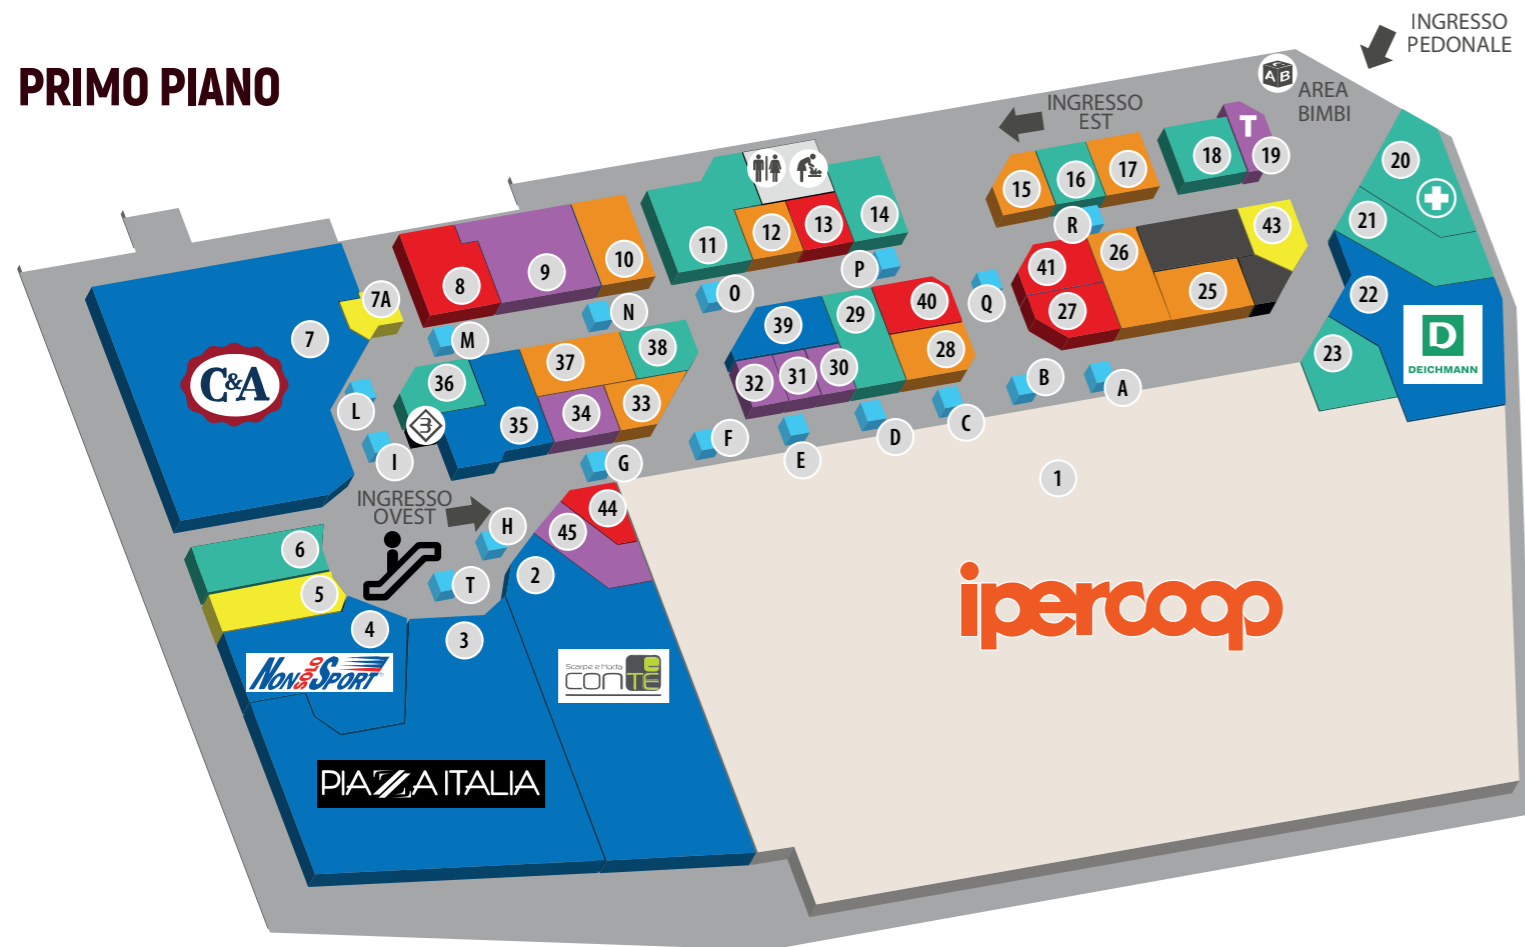 INGRESSO
PEDONALE
PRIMO PIANO
C
A B
AREA
BIMBI
INGRESSO
EST
T
18
19
20
17
16
15
14
13
12
11
21
R
43
26
10
9
8
P
41
25
22
7A
O
Q
40
27
N
29
39
7
M
28
D
DEICHMANN
23
38
37
36
30
31
32
B
A
C&A
L
33
34
35
3
C
D
F
E
I
G
1
INGRESSO
OVEST
44
45
H
6
2
T
5
4
3
ipercoop
NON SOLO SPORT
Scarpe e Moda
CONTE
PIAZZA ITALIA